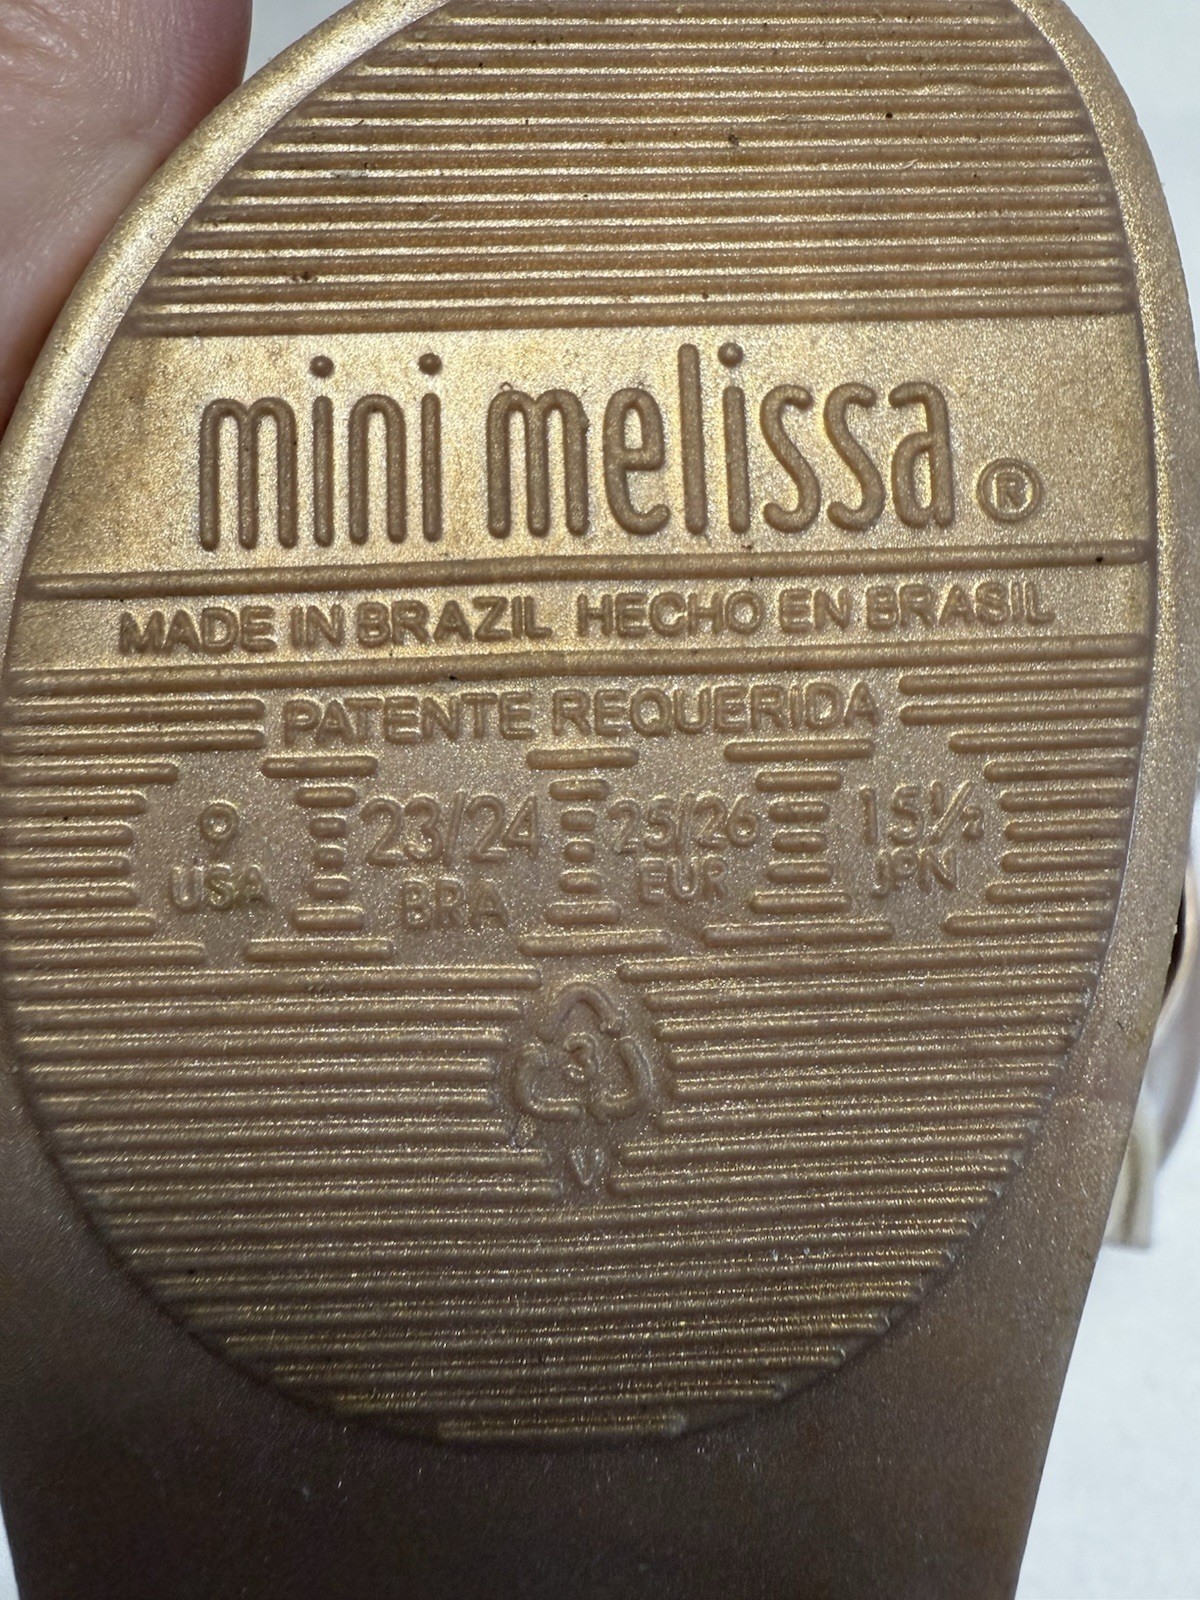 mini melissa ®
MADE IN BRAZIL HECHO EN BRASIL
PATENTE REQUERIDA
23/24 25/26 15½
USA BRA EUR JPN
3
V